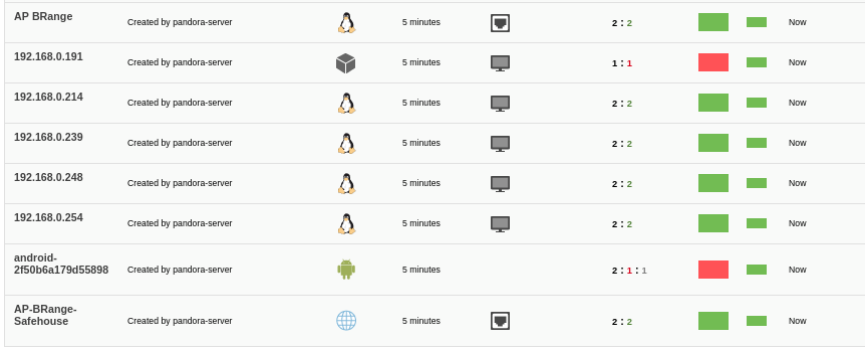 AP BRange Created by pandora-server 5 minutes 2 : 2 Now
192.168.0.191 Created by pandora-server 5 minutes 1 : 1 Now
192.168.0.214 Created by pandora-server 5 minutes 2 : 2 Now
192.168.0.239 Created by pandora-server 5 minutes 2 : 2 Now
192.168.0.248 Created by pandora-server 5 minutes 2 : 2 Now
192.168.0.254 Created by pandora-server 5 minutes 2 : 2 Now
android-
2f50b6a179d55898 Created by pandora-server 5 minutes 2 : 1 : 1 Now
AP-BRange-
Safehouse Created by pandora-server 5 minutes 2 : 2 Now